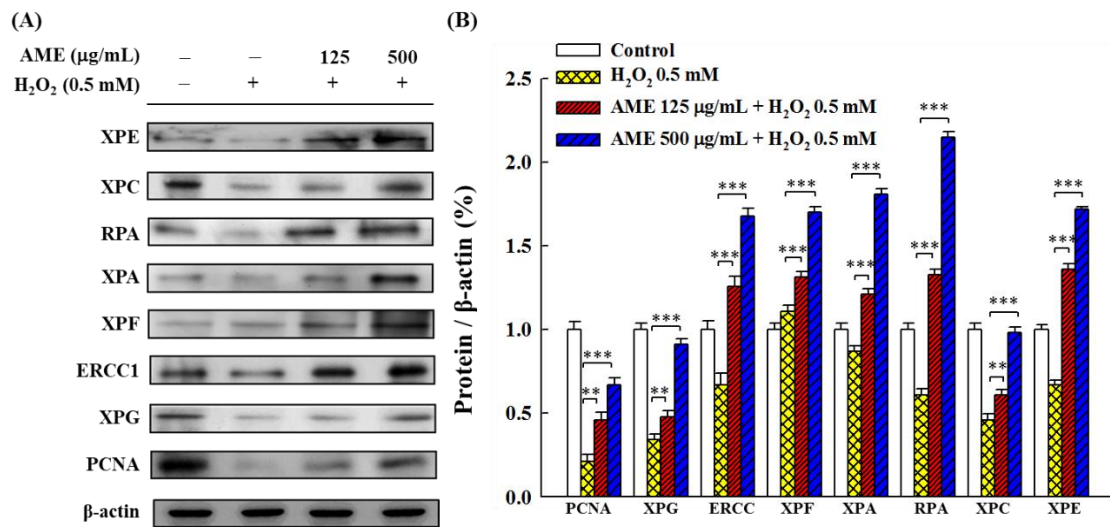 (A)
AME (μg/mL) – – 125 500
H₂O₂ (0.5 mM) – + + +
XPE
XPC
RPA
XPA
XPF
ERCC1
XPG
PCNA
β-actin
(B)
Control
H₂O₂ 0.5 mM
AME 125 μg/mL + H₂O₂ 0.5 mM
AME 500 μg/mL + H₂O₂ 0.5 mM
Protein / β-actin (%)
2.5
2.0
1.5
1.0
0.5
0.0
*** *** *** *** *** *** *** ***
** ** *** *** *** *** ** ***
PCNA XPG ERCC XPF XPA RPA XPC XPE